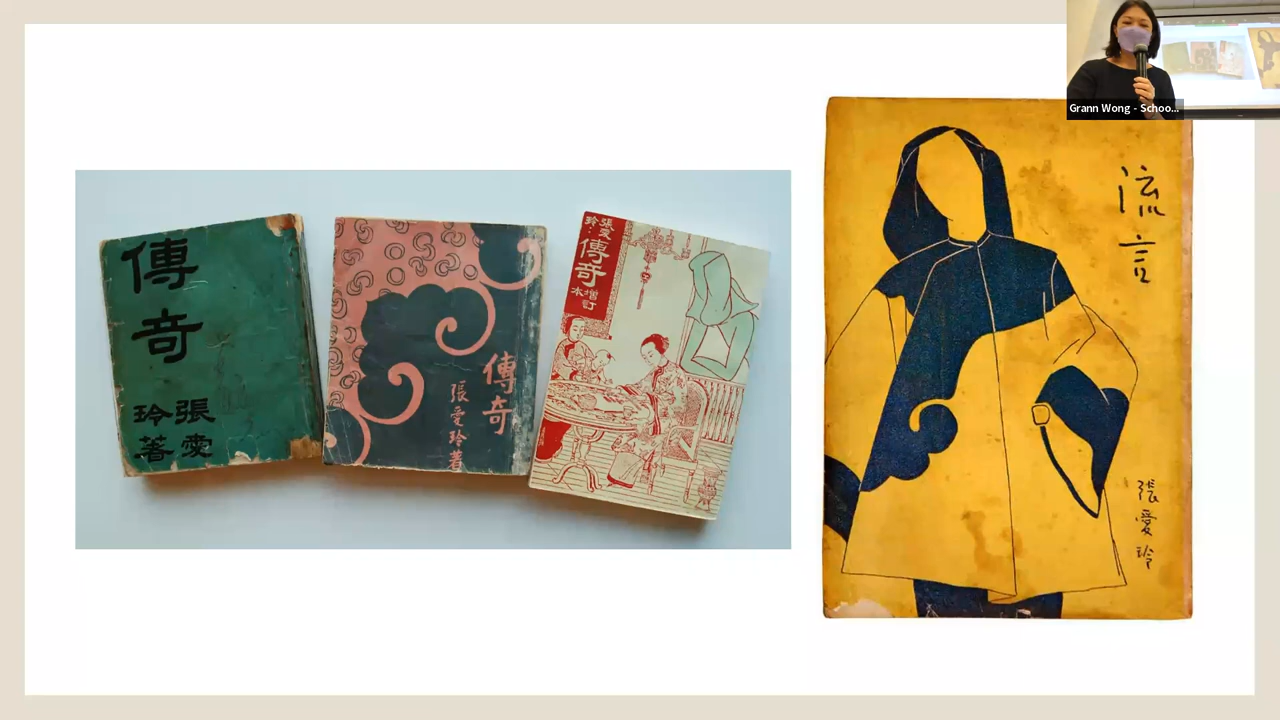 傳
奇
張愛
玲著
傳奇
張愛玲著
張愛
玲:
傳奇
增訂
本
流言
張愛玲
Grann Wong - Schoo...